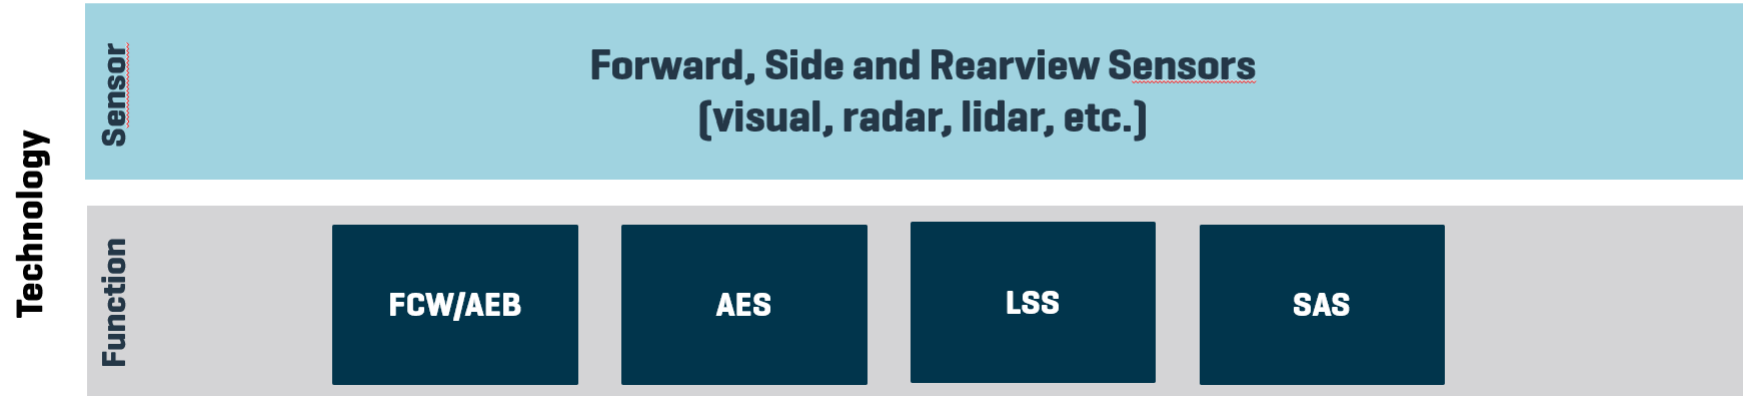 Technology
Sensor
Forward, Side and Rearview Sensors
(visual, radar, lidar, etc.)
Function
FCW/AEB
AES
LSS
SAS